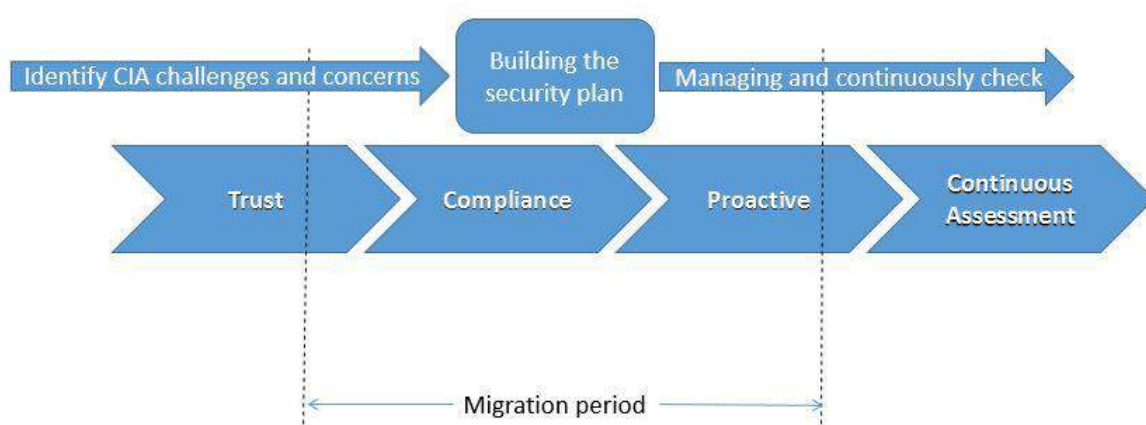 Identify CIA challenges and concerns
Building the
security plan
Managing and continuously check
Trust
Compliance
Proactive
Continuous
Assessment
Migration period